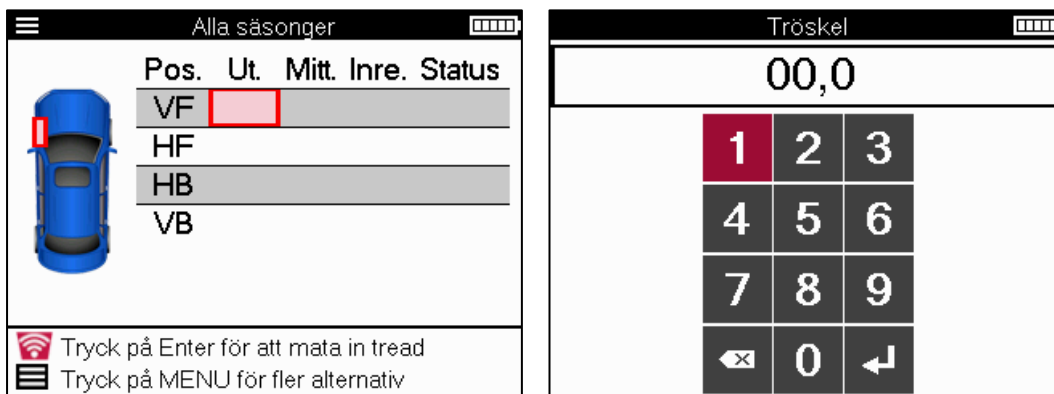 Alla säsonger
Pos. Ut. Mitt. Inre. Status
VF
HF
HB
VB
Tryck på Enter för att mata in tread
Tryck på MENU för fler alternativ
Tröskel
00,0
1 2 3
4 5 6
7 8 9
0